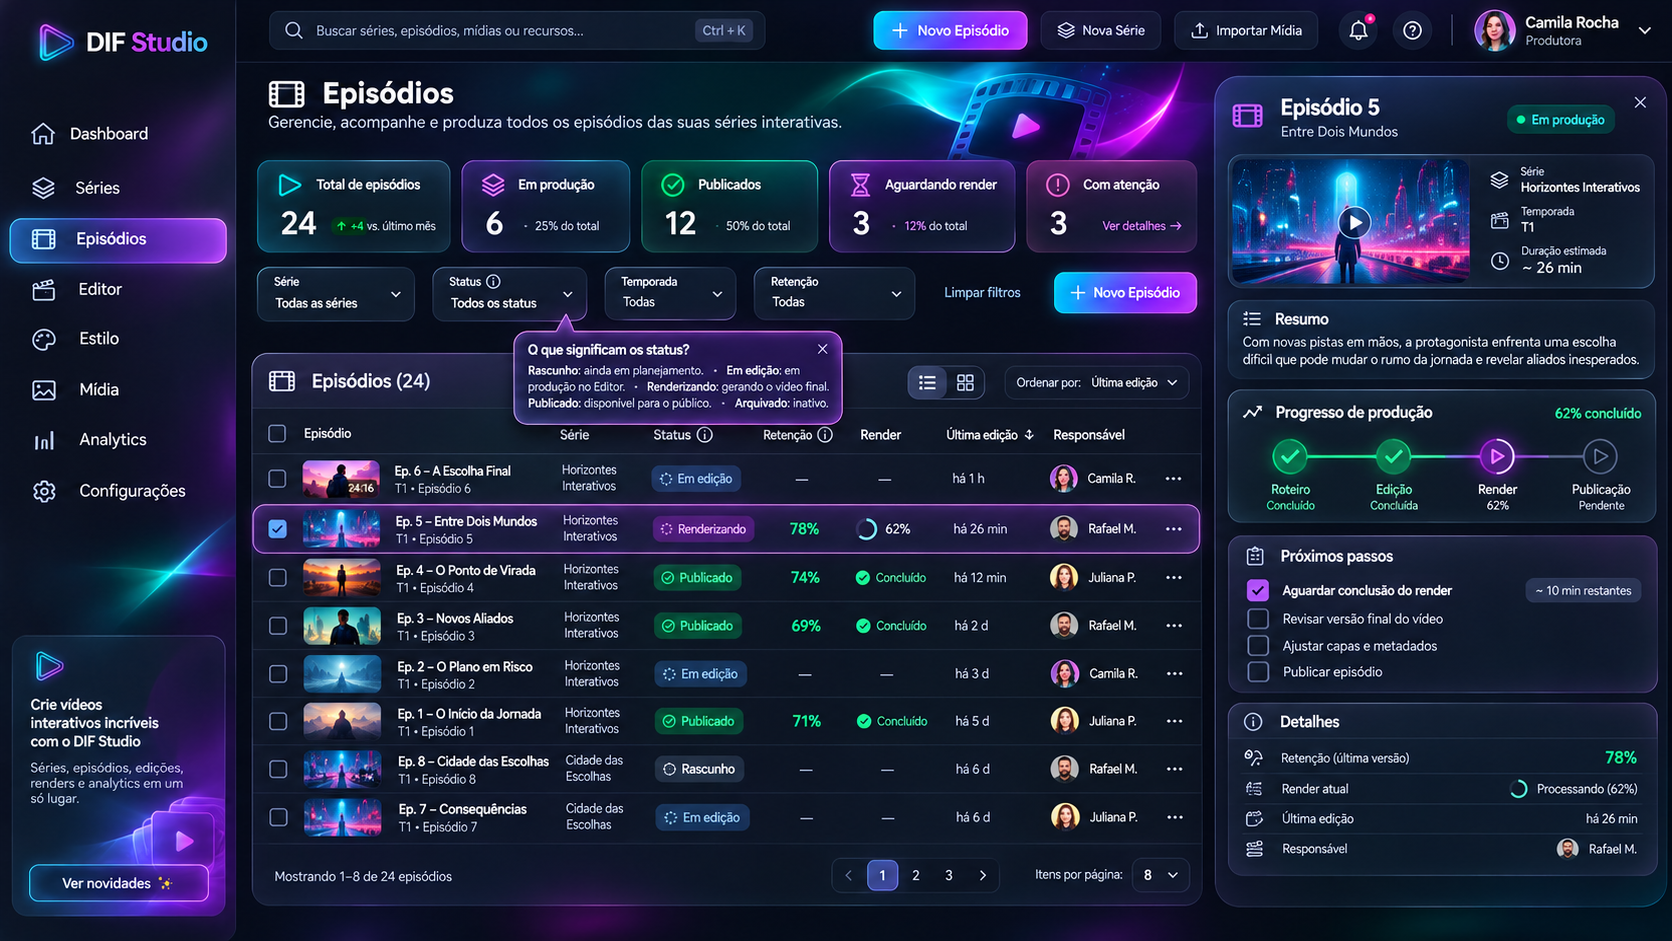 DIF Studio
Buscar séries, episódios, mídias ou recursos...
Ctrl + K
Novo Episódio
Nova Série
Importar Mídia
Camila Rocha
Produtora
Dashboard
Séries
Episódios
Editor
Estilo
Mídia
Analytics
Configurações
Crie vídeos
interativos incríveis
com o DIF Studio
Séries, episódios, edições,
renders e analytics em um
só lugar.
Ver novidades
Episódios
Gerencie, acompanhe e produza todos os episódios das suas séries interativas.
Total de episódios
24
↑ +4 vs. último mês
Em produção
6
• 25% do total
Publicados
12
• 50% do total
Aguardando render
3
• 12% do total
Com atenção
3
Ver detalhes →
Série
Todas as séries
Status
Todos os status
Temporada
Todas
Retenção
Todas
Limpar filtros
Novo Episódio
O que significam os status?
Rascunho: ainda em planejamento. • Em edição: em
produção no Editor. • Renderizando: gerando o vídeo final.
Publicado: disponível para o público. • Arquivado: inativo.
Episódios (24)
Ordenar por: Última edição
Episódio Série Status Retenção Render Última edição Responsável
24:16
Ep. 6 – A Escolha Final
T1 • Episódio 6
Horizontes
Interativos
Em edição — — há 1 h Camila R.
Ep. 5 – Entre Dois Mundos
T1 • Episódio 5
Horizontes
Interativos
Renderizando 78% 62% há 26 min Rafael M.
Ep. 4 – O Ponto de Virada
T1 • Episódio 4
Horizontes
Interativos
Publicado 74% Concluído há 12 min Juliana P.
Ep. 3 – Novos Aliados
T1 • Episódio 3
Horizontes
Interativos
Publicado 69% Concluído há 2 d Rafael M.
Ep. 2 – O Plano em Risco
T1 • Episódio 2
Horizontes
Interativos
Em edição — — há 3 d Camila R.
Ep. 1 – O Início da Jornada
T1 • Episódio 1
Horizontes
Interativos
Publicado 71% Concluído há 5 d Juliana P.
Ep. 8 – Cidade das Escolhas
T1 • Episódio 8
Cidade das
Escolhas
Rascunho — — há 6 d Rafael M.
Ep. 7 – Consequências
T1 • Episódio 7
Cidade das
Escolhas
Em edição — — há 6 d Juliana P.
Mostrando 1–8 de 24 episódios
1 2 3
Itens por página: 8
Episódio 5
Entre Dois Mundos
Em produção
Série
Horizontes Interativos
Temporada
T1
Duração estimada
~ 26 min
Resumo
Com novas pistas em mãos, a protagonista enfrenta uma escolha
difícil que pode mudar o rumo da jornada e revelar aliados inesperados.
Progresso de produção
62% concluído
Roteiro
Concluído
Edição
Concluída
Render
62%
Publicação
Pendente
Próximos passos
Aguardar conclusão do render
~ 10 min restantes
Revisar versão final do vídeo
Ajustar capas e metadados
Publicar episódio
Detalhes
Retenção (última versão) 78%
Render atual Processando (62%)
Última edição há 26 min
Responsável Rafael M.